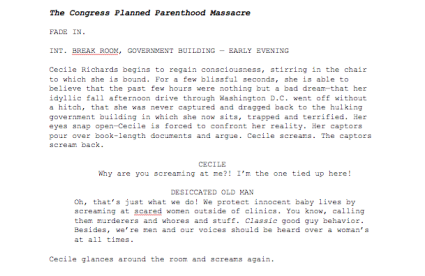 The Congress Planned Parenthood Massacre
FADE IN.
INT. BREAK ROOM, GOVERNMENT BUILDING — EARLY EVENING
Cecile Richards begins to regain consciousness, stirring in the chair
to which she is bound. For a few blissful seconds, she is able to
believe that the past few hours were nothing but a bad dream—that her
idyllic fall afternoon drive through Washington D.C. went off without
a hitch, that she was never captured and dragged back to the hulking
government building in which she now sits, trapped and terrified. Her
eyes snap open—Cecile is forced to confront her reality. Her captors
pour over book-length documents and argue. Cecile screams. The captors
scream back.
CECILE
Why are you screaming at me?! I'm the one tied up here!
DESICCATED OLD MAN
Oh, that's just what we do! We protect innocent baby lives by
screaming at scared women outside of clinics. You know, calling
them murderers and whores and stuff. Classic good guy behavior.
Besides, we're men and our voices should be heard over a woman's
at all times.
Cecile glances around the room and screams again.